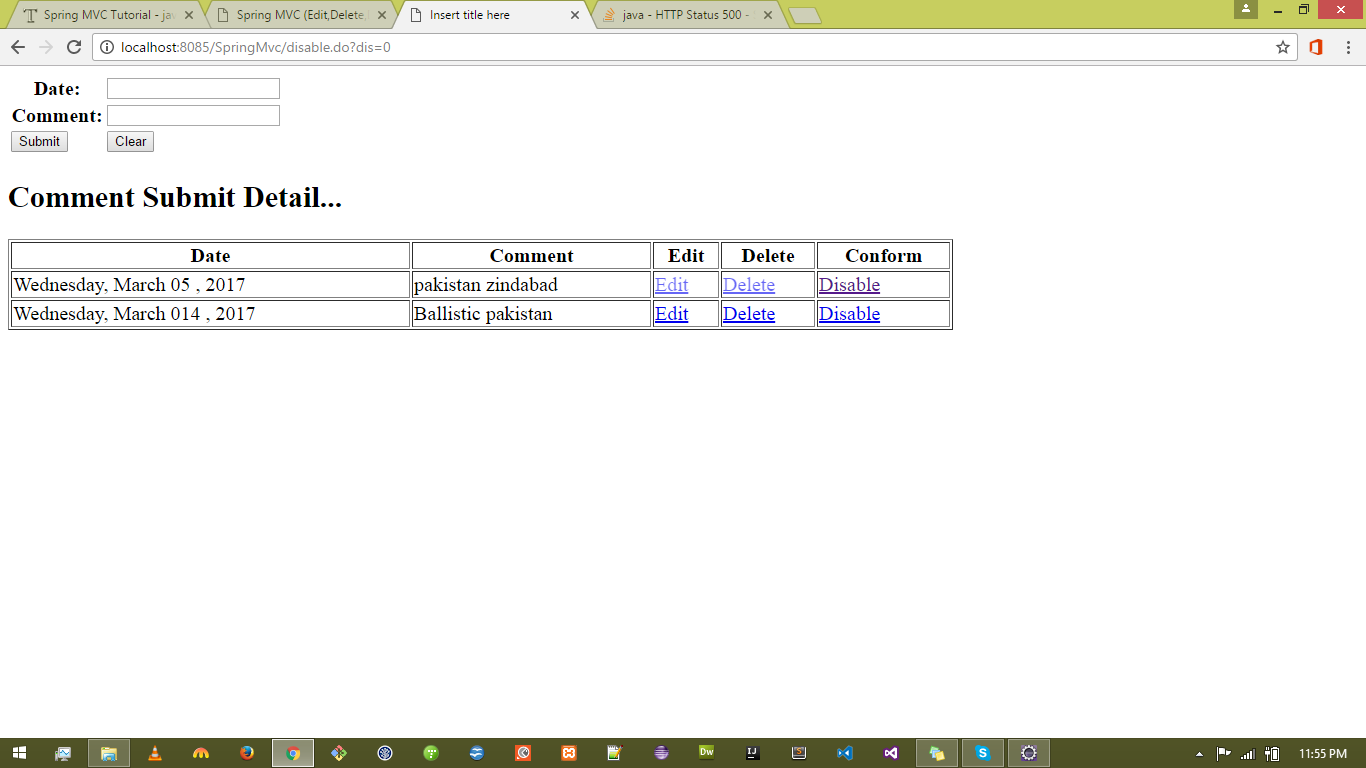 Spring MVC Tutorial - jav
Spring MVC (Edit,Delete,
Insert title here
java - HTTP Status 500 -
localhost:8085/SpringMvc/disable.do?dis=0
Date:
Comment:
Submit Clear
Comment Submit Detail...
Date Comment Edit Delete Conform
Wednesday, March 05 , 2017 pakistan zindabad Edit Delete Disable
Wednesday, March 014 , 2017 Ballistic pakistan Edit Delete Disable
Dw
IJ
11:55 PM